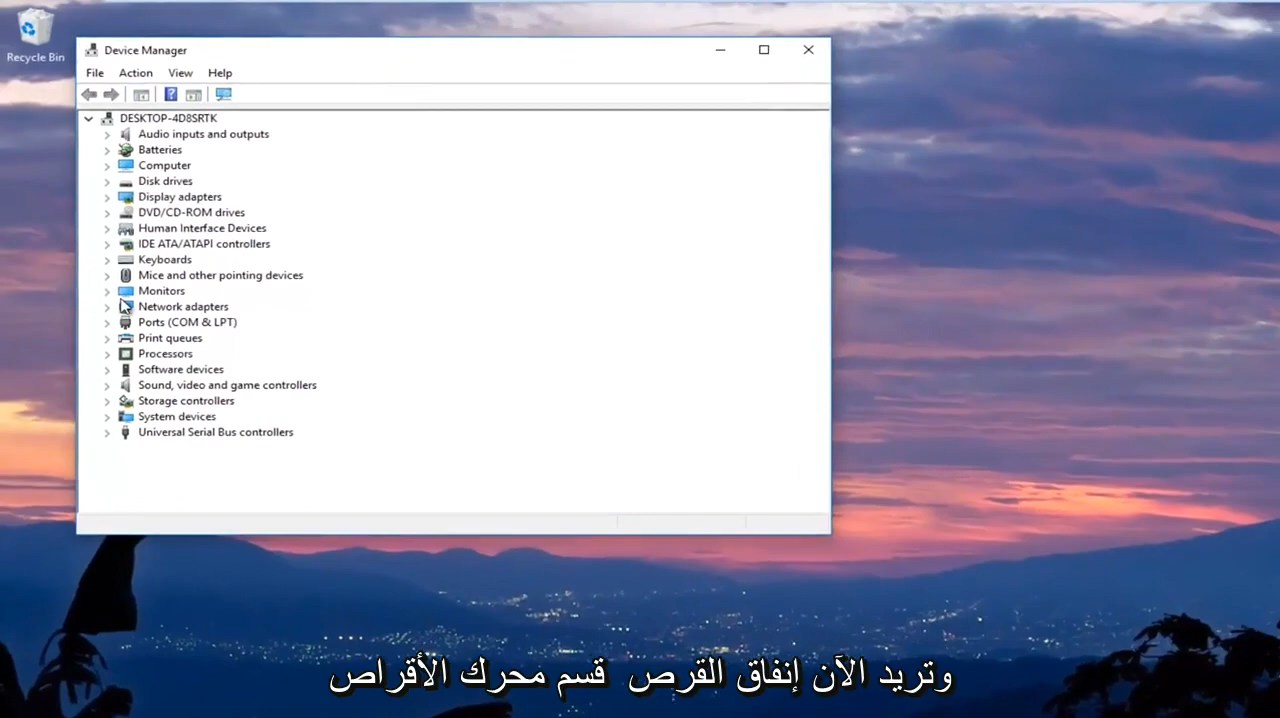 Recycle Bin
Device Manager
File Action View Help
DESKTOP-4D8SRTK
Audio inputs and outputs
Batteries
Computer
Disk drives
Display adapters
DVD/CD-ROM drives
Human Interface Devices
IDE ATA/ATAPI controllers
Keyboards
Mice and other pointing devices
Monitors
Network adapters
Ports (COM & LPT)
Print queues
Processors
Software devices
Sound, video and game controllers
Storage controllers
System devices
Universal Serial Bus controllers
وتريد الآن إنفاق القرص قسم محرك الأقراص